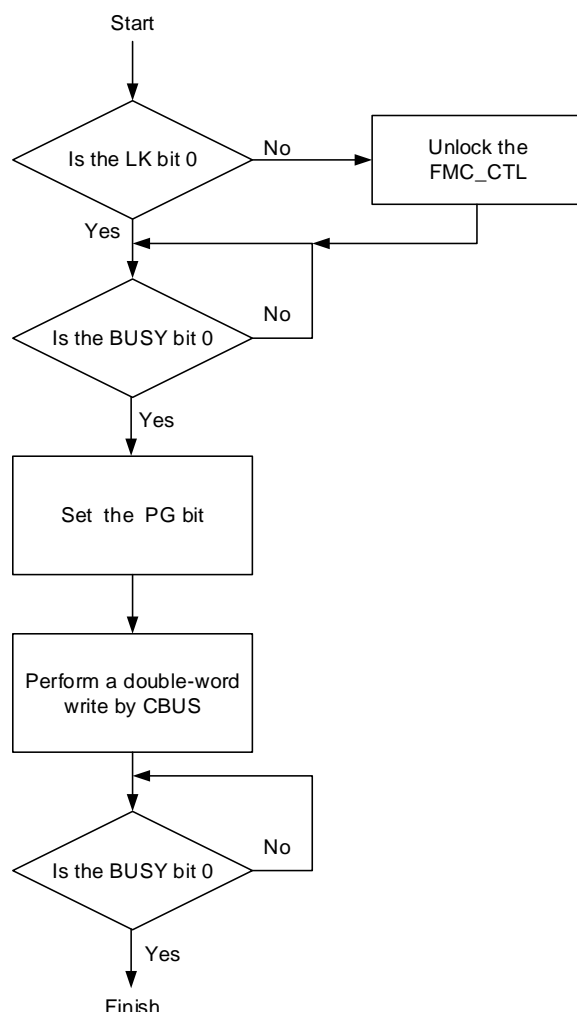 Start
Is the LK bit 0
No
Unlock the
FMC_CTL
Yes
Is the BUSY bit 0
No
Yes
Set the PG bit
Perform a double-word
write by CBUS
Is the BUSY bit 0
No
Yes
Finish